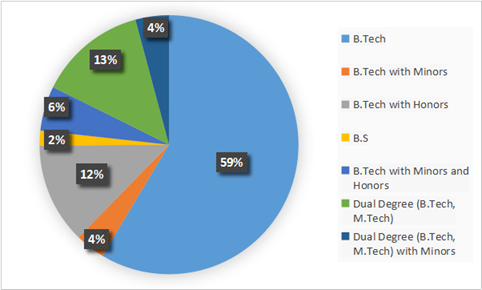 4%
13%
6%
2%
12%
4%
59%
B.Tech
B.Tech with Minors
B.Tech with Honors
B.S
B.Tech with Minors and
Honors
Dual Degree (B.Tech,
M.Tech)
Dual Degree (B.Tech,
M.Tech) with Minors